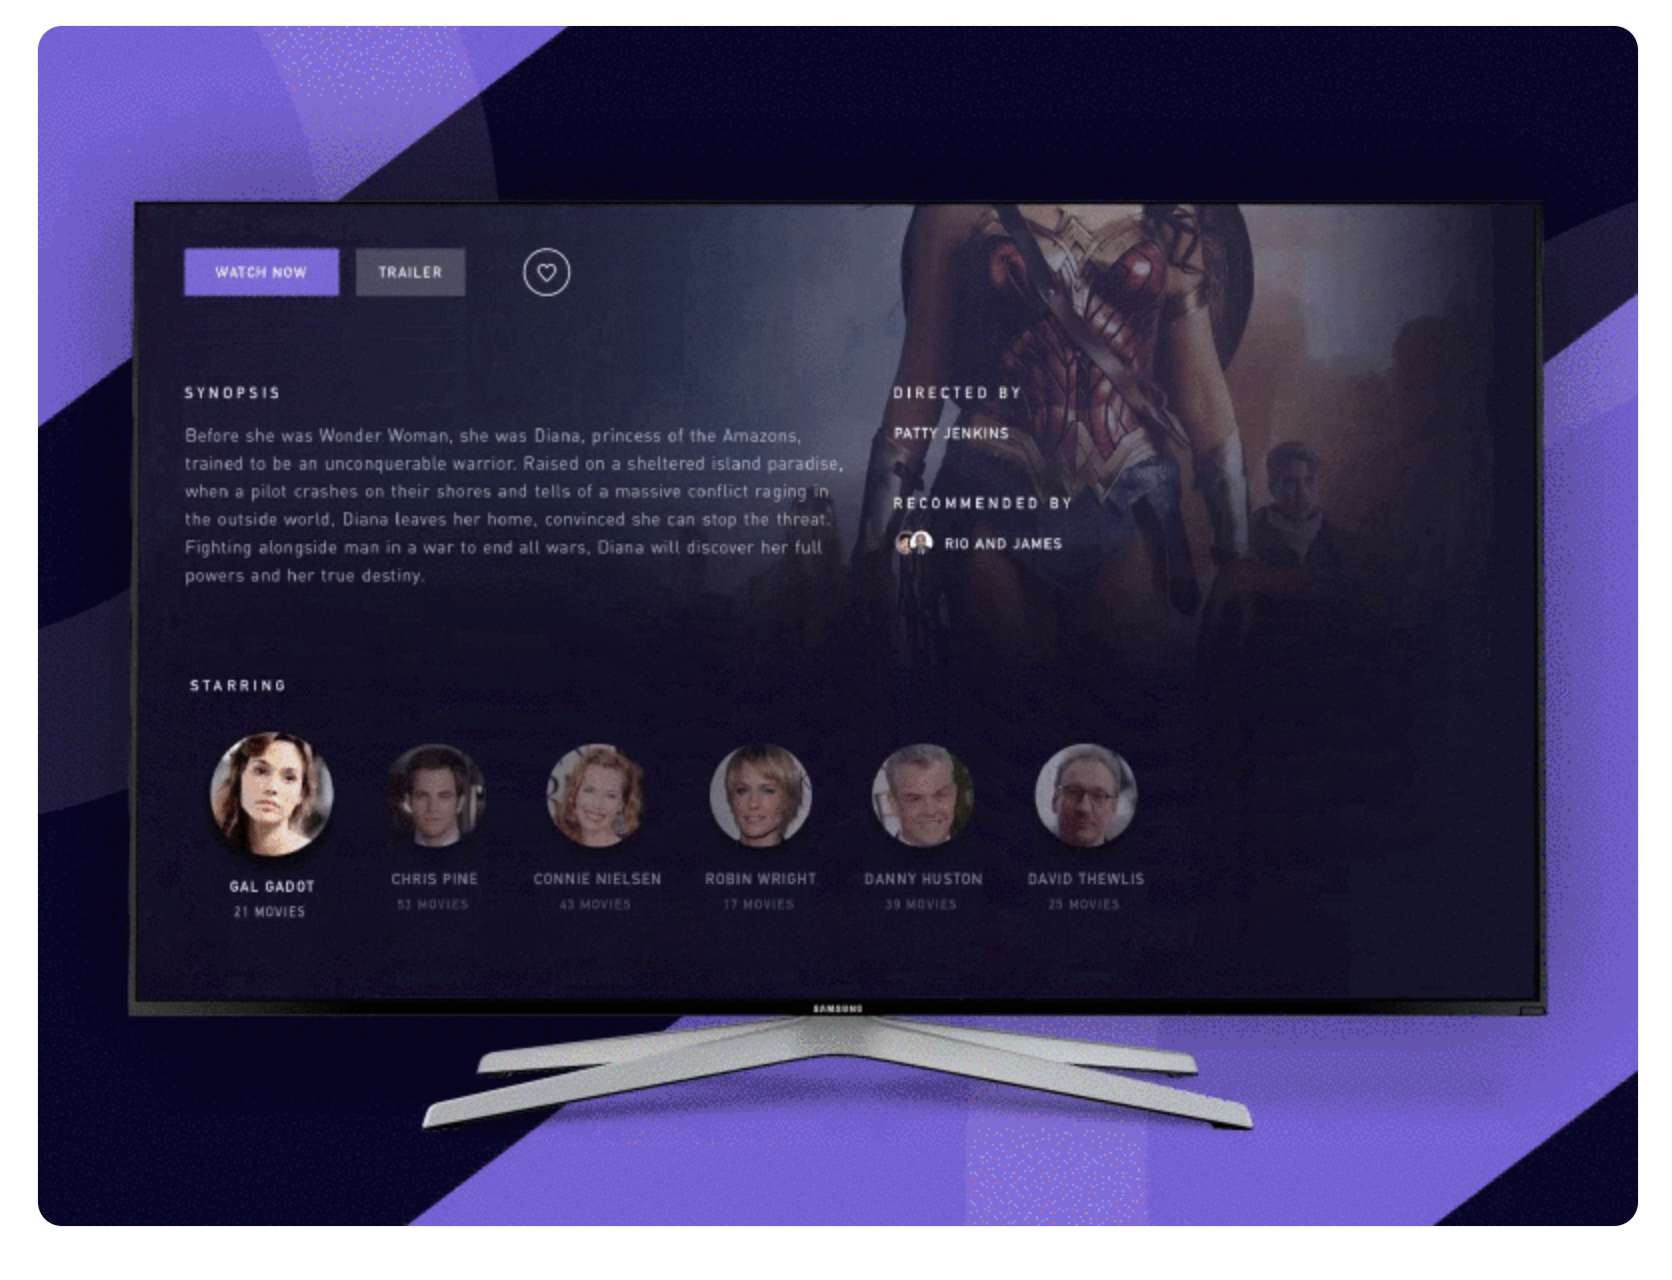 WATCH NOW
TRAILER
SYNOPSIS
Before she was Wonder Woman, she was Diana, princess of the Amazons,
trained to be an unconquerable warrior. Raised on a sheltered island paradise,
when a pilot crashes on their shores and tells of a massive conflict raging in
the outside world, Diana leaves her home, convinced she can stop the threat.
Fighting alongside man in a war to end all wars, Diana will discover her full
powers and her true destiny.
DIRECTED BY
PATTY JENKINS
RECOMMENDED BY
RIO AND JAMES
STARRING
GAL GADOT
21 MOVIES
CHRIS PINE
53 MOVIES
CONNIE NIELSEN
43 MOVIES
ROBIN WRIGHT
17 MOVIES
DANNY HUSTON
39 MOVIES
DAVID THEWLIS
25 MOVIES
SAMSUNG